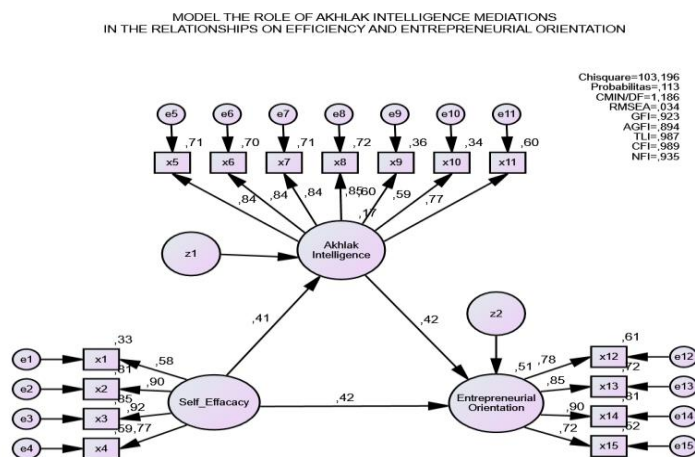 MODEL THE ROLE OF AKHLAK INTELLIGENCE MEDIATIONS
IN THE RELATIONSHIPS ON EFFICIENCY AND ENTREPRENEURIAL ORIENTATION
Chisquare=103,196
Probabilitas=,113
CMIN/DF=1,186
RMSEA=,034
GFI=,923
AGFI=,894
TLI=,987
CFI=,989
NFI=,935
e5 e6 e7 e8 e9 e10 e11
,71 ,70 ,71 ,72 ,36 ,34 ,60
x5 x6 x7 x8 x9 x10 x11
,84 ,84 ,84 ,85 ,60 ,59 ,77
,17
Akhlak
Intelligence
z1
z2
,41 ,42
e1 x1 ,33 ,58
e2 x2 ,81 ,90
e3 x3 ,85 ,92
e4 x4 ,59 ,77
Self_Effacacy
,42
,51
Entrepreneurial
Orientation
,78 x12 ,61 e12
,85 x13 ,72 e13
,90 x14 ,81 e14
,72 x15 ,52 e15